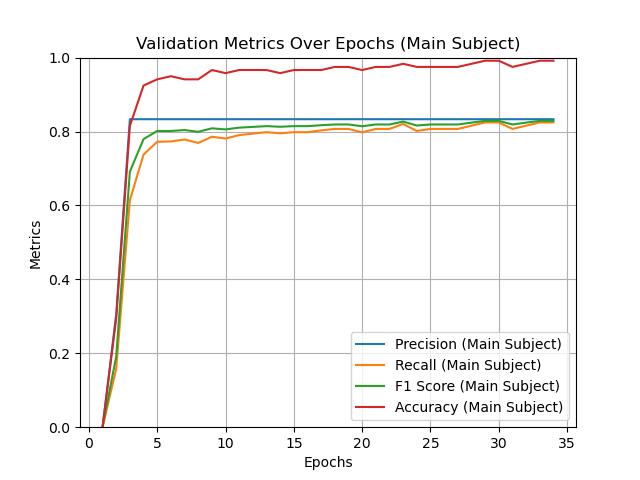 Validation Metrics Over Epochs (Main Subject)
1.0
0.8
0.6
0.4
0.2
0.0
Metrics
0 5 10 15 20 25 30 35
Epochs
Precision (Main Subject)
Recall (Main Subject)
F1 Score (Main Subject)
Accuracy (Main Subject)